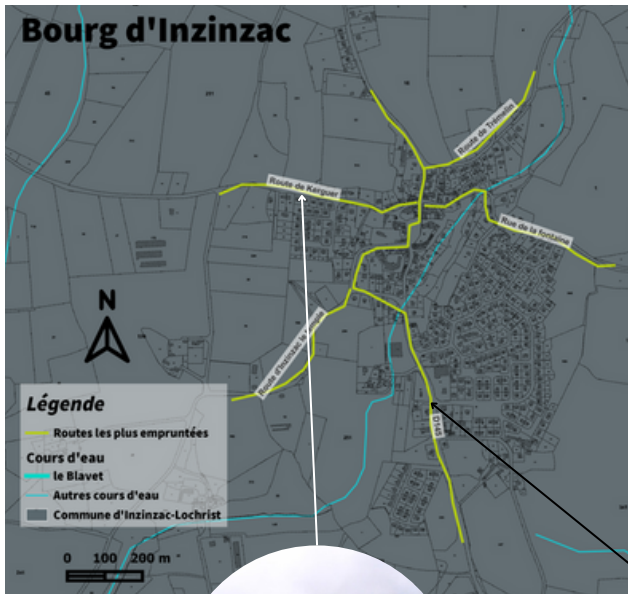 Bourg d'Inzinzac
Route de Trémelin
Route de Kerguer
Rue de la fontaine
N
D145
Légende
Routes les plus empruntées
Cours d'eau
le Blavet
Autres cours d'eau
Commune d'Inzinzac-Lochrist
0 100 200 m